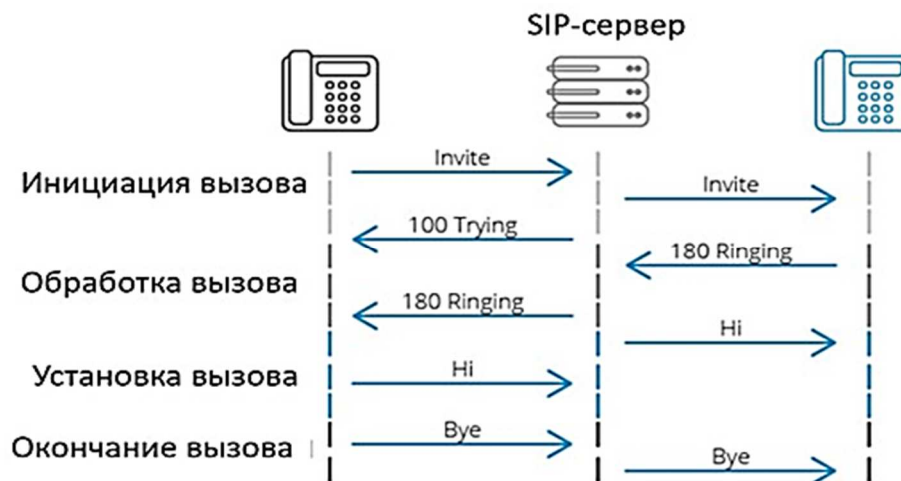 SIP-сервер
Invite
Инициация вызова
Invite
100 Trying
180 Ringing
Обработка вызова
180 Ringing
Hi
Установка вызова
Hi
Bye
Окончание вызова
Bye